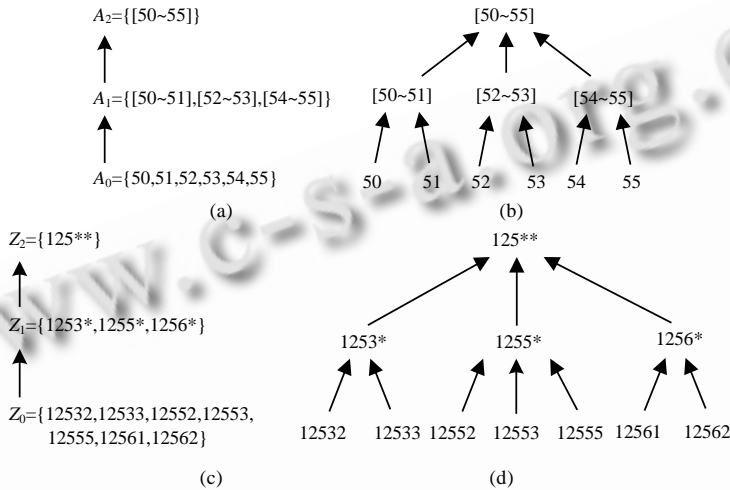 A₂={[50~55]}
A₁={[50~51],[52~53],[54~55]}
A₀={50,51,52,53,54,55}
(a)
[50~55]
[50~51] [52~53] [54~55]
50 51 52 53 54 55
(b)
Z₂={125**}
Z₁={1253*,1255*,1256*}
Z₀={12532,12533,12552,12553,
12555,12561,12562}
(c)
125**
1253* 1255* 1256*
12532 12533 12552 12553 12555 12561 12562
(d)
www.c-s-a.org.c